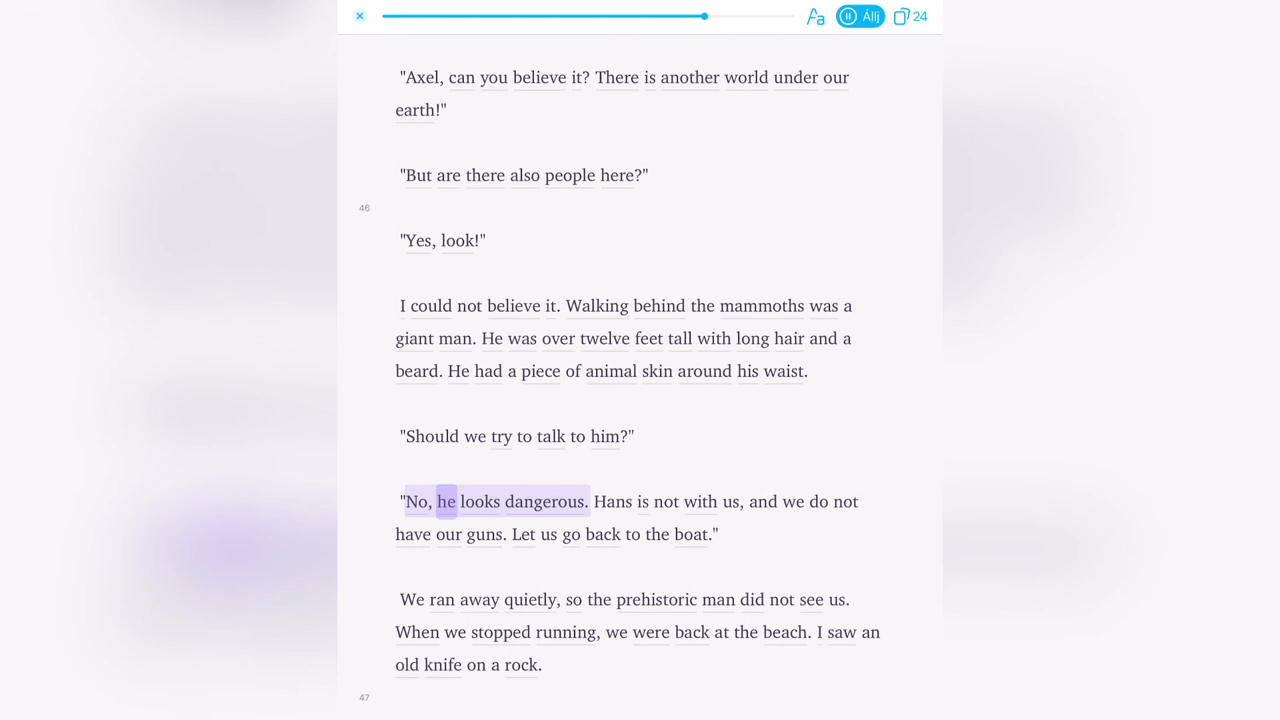 Állj 24
"Axel, can you believe it? There is another world under our
earth!"
"But are there also people here?"
46
"Yes, look!"
I could not believe it. Walking behind the mammoths was a
giant man. He was over twelve feet tall with long hair and a
beard. He had a piece of animal skin around his waist.
"Should we try to talk to him?"
"No, he looks dangerous. Hans is not with us, and we do not
have our guns. Let us go back to the boat."
We ran away quietly, so the prehistoric man did not see us.
When we stopped running, we were back at the beach. I saw an
old knife on a rock.
47